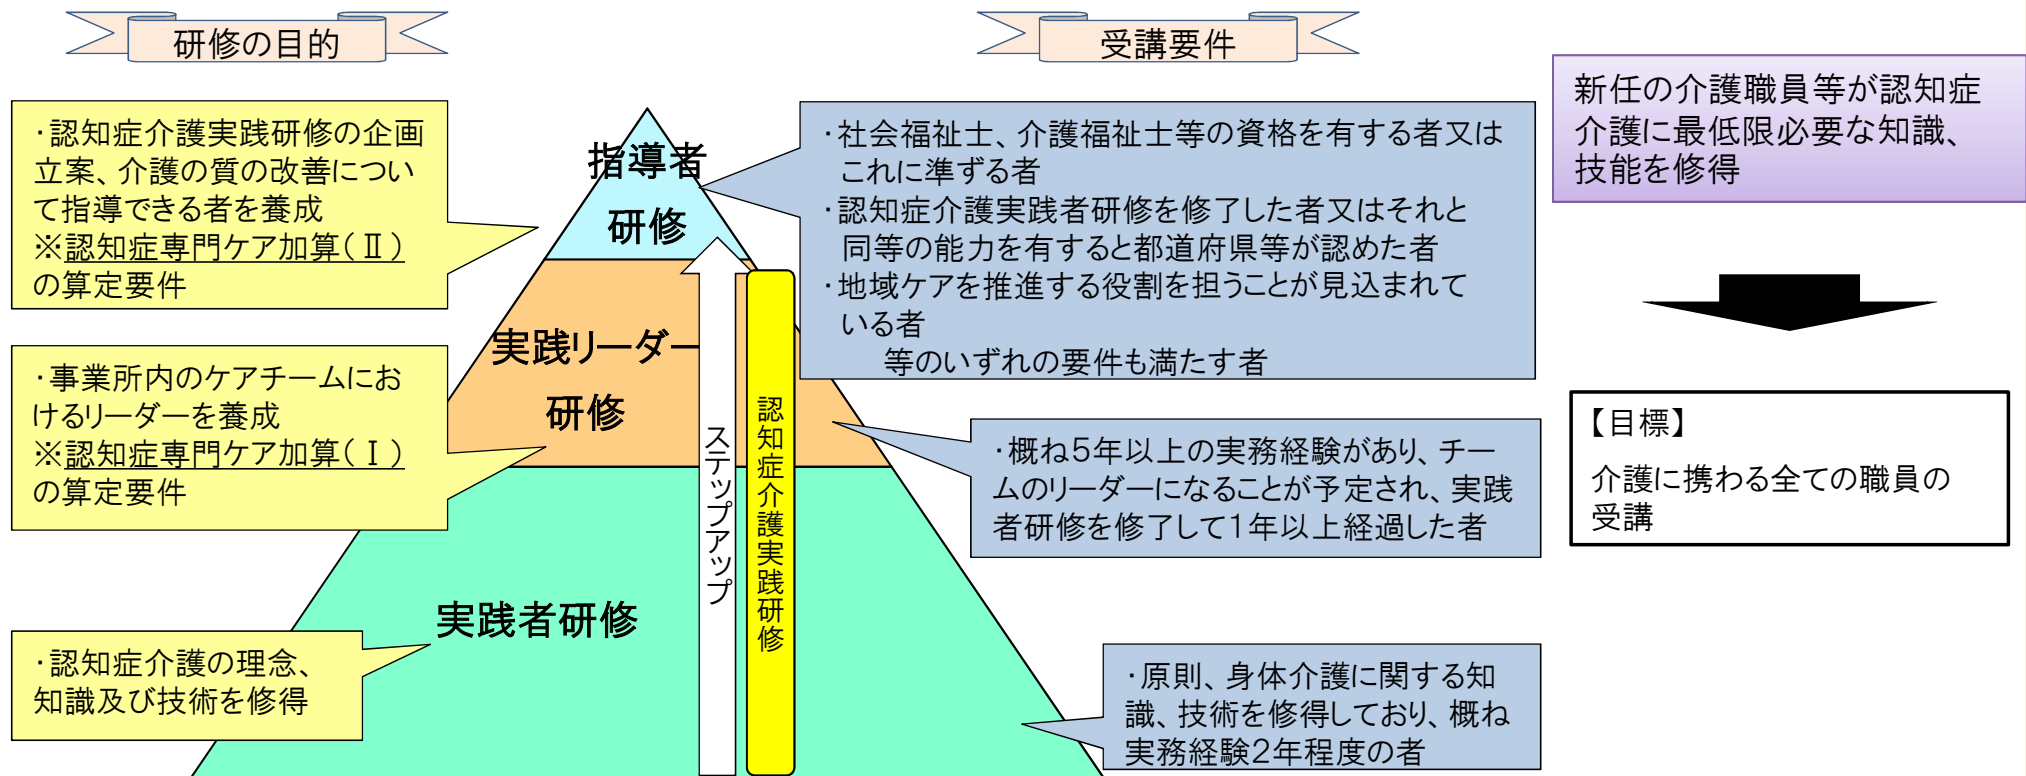 研修の目的
受講要件
・認知症介護実践研修の企画
立案、介護の質の改善につい
て指導できる者を養成
※認知症専門ケア加算(Ⅱ)
の算定要件
・事業所内のケアチームにお
けるリーダーを養成
※認知症専門ケア加算(Ⅰ)
の算定要件
・認知症介護の理念、
知識及び技術を修得
指導者
研修
実践リーダー
研修
実践者研修
ステップアップ
認知症介護実践研修
・社会福祉士、介護福祉士等の資格を有する者又は
これに準ずる者
・認知症介護実践者研修を修了した者又はそれと
同等の能力を有すると都道府県等が認めた者
・地域ケアを推進する役割を担うことが見込まれて
いる者
等のいずれの要件も満たす者
・概ね5年以上の実務経験があり、チー
ムのリーダーになることが予定され、実践
者研修を修了して1年以上経過した者
・原則、身体介護に関する知
識、技術を修得しており、概ね
実務経験2年程度の者
新任の介護職員等が認知症
介護に最低限必要な知識、
技能を修得
【目標】
介護に携わる全ての職員の
受講